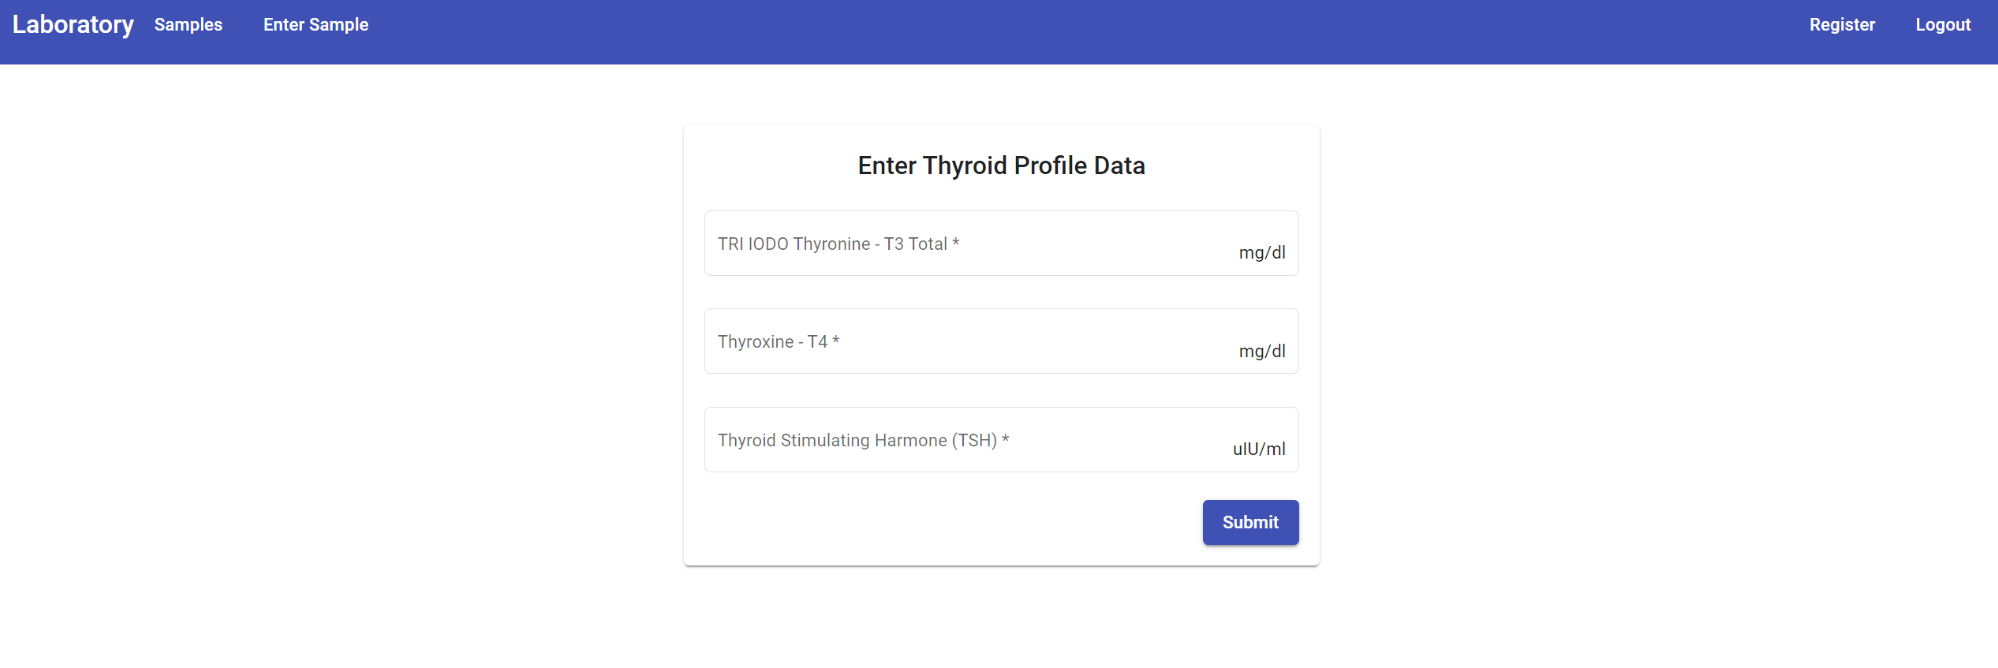 Laboratory Samples Enter Sample Register Logout
Enter Thyroid Profile Data
TRI IODO Thyronine - T3 Total * mg/dl
Thyroxine - T4 * mg/dl
Thyroid Stimulating Harmone (TSH) * uIU/ml
Submit